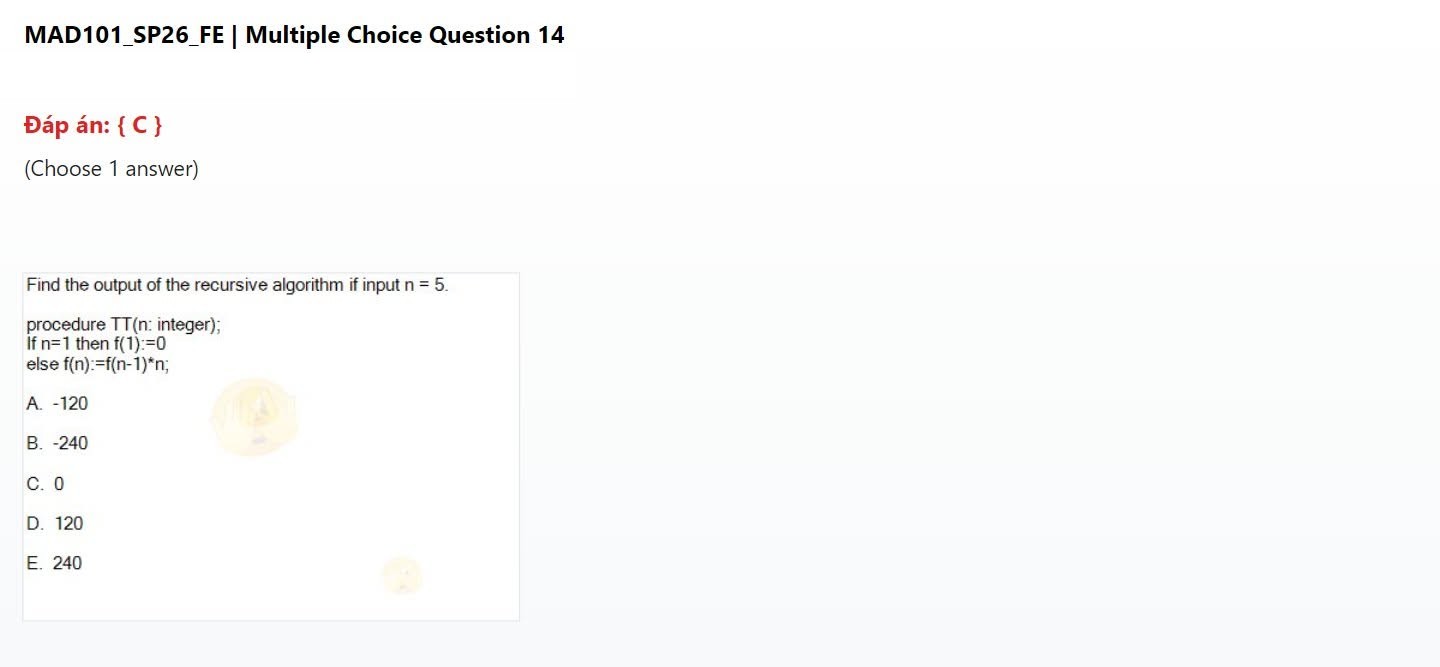 MAD101_SP26_FE | Multiple Choice Question 14
Đáp án: { C }
(Choose 1 answer)
Find the output of the recursive algorithm if input n = 5.
procedure TT(n: integer);
If n=1 then f(1):=0
else f(n):=f(n-1)*n;
A. -120
B. -240
C. 0
D. 120
E. 240